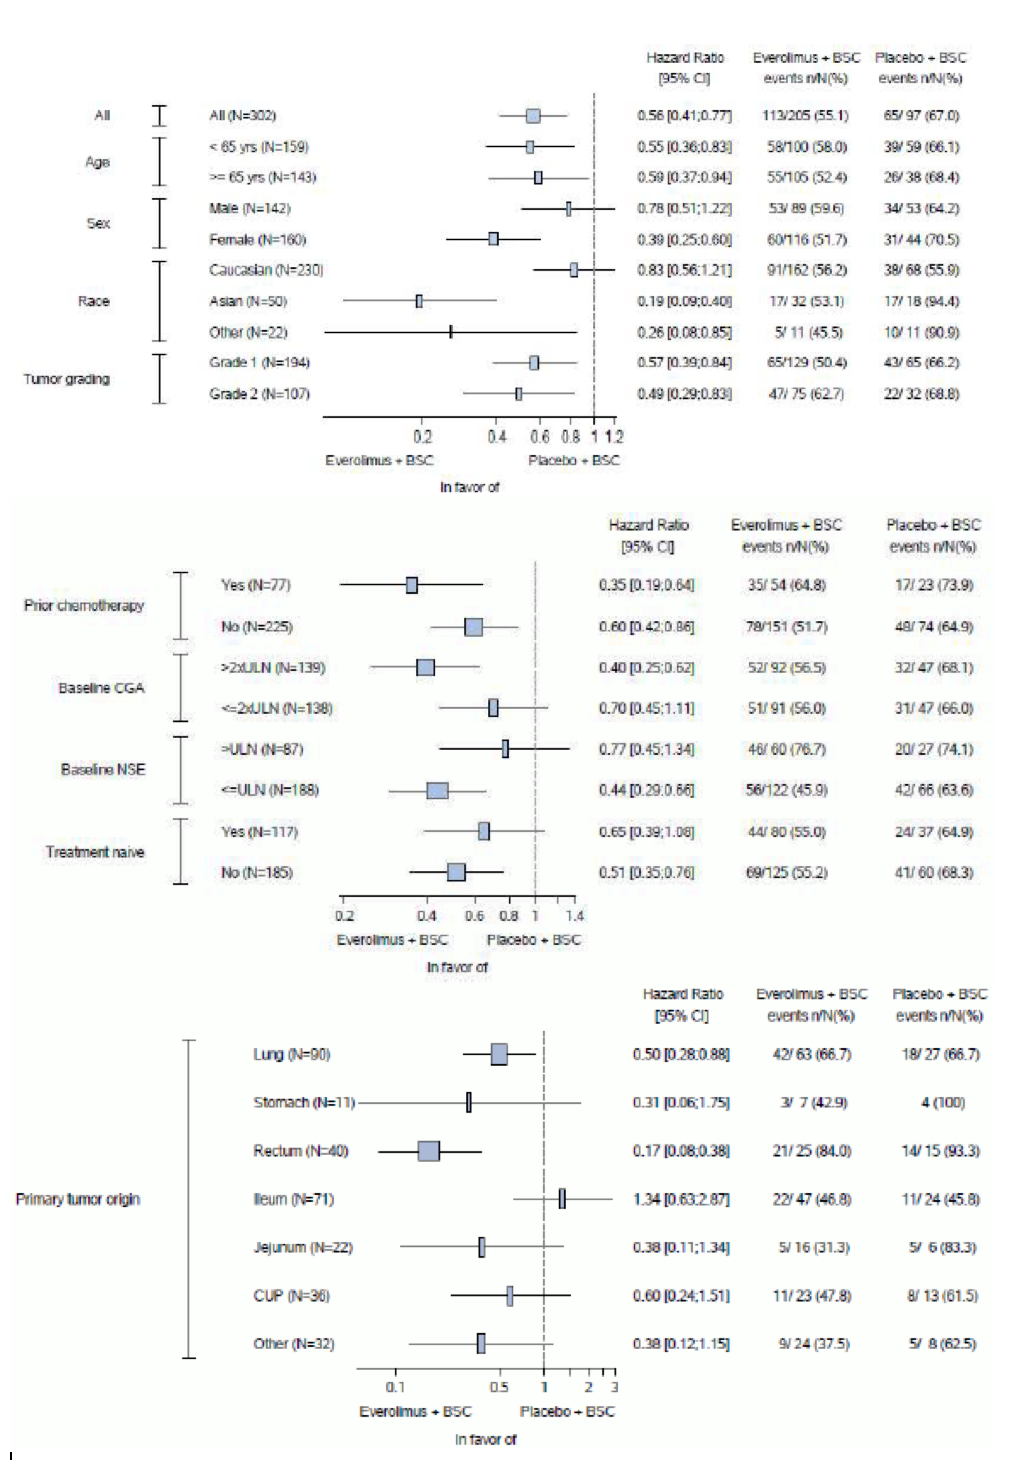 Hazard Ratio Everolimus + BSC Placebo + BSC
[95% CI] events n/N(%) events n/N(%)
All All (N=302) 0.56 [0.41;0.77] 113/205 (55.1) 65/ 97 (67.0)
Age
< 65 yrs (N=159) 0.55 [0.36;0.83] 58/100 (58.0) 39/ 59 (66.1)
>= 65 yrs (N=143) 0.59 [0.37;0.94] 55/105 (52.4) 26/ 38 (68.4)
Sex
Male (N=142) 0.78 [0.51;1.22] 53/ 89 (59.6) 34/ 53 (64.2)
Female (N=160) 0.39 [0.25;0.60] 60/116 (51.7) 31/ 44 (70.5)
Race
Caucasian (N=230) 0.83 [0.56;1.21] 91/162 (56.2) 38/ 68 (55.9)
Asian (N=50) 0.19 [0.09;0.40] 17/ 32 (53.1) 17/ 18 (94.4)
Other (N=22) 0.26 [0.08;0.85] 5/ 11 (45.5) 10/ 11 (90.9)
Tumor grading
Grade 1 (N=194) 0.57 [0.39;0.84] 65/129 (50.4) 43/ 65 (66.2)
Grade 2 (N=107) 0.49 [0.29;0.83] 47/ 75 (62.7) 22/ 32 (68.8)
0.2 0.4 0.6 0.8 1 1.2
Everolimus + BSC Placebo + BSC
In favor of
Hazard Ratio Everolimus + BSC Placebo + BSC
[95% CI] events n/N(%) events n/N(%)
Prior chemotherapy
Yes (N=77) 0.35 [0.19;0.64] 35/ 54 (64.8) 17/ 23 (73.9)
No (N=225) 0.60 [0.42;0.86] 78/151 (51.7) 48/ 74 (64.9)
Baseline CGA
>2xULN (N=139) 0.40 [0.25;0.62] 52/ 92 (56.5) 32/ 47 (68.1)
<=2xULN (N=138) 0.70 [0.45;1.11] 51/ 91 (56.0) 31/ 47 (66.0)
Baseline NSE
>ULN (N=87) 0.77 [0.45;1.34] 46/ 60 (76.7) 20/ 27 (74.1)
<=ULN (N=188) 0.44 [0.29;0.66] 56/122 (45.9) 42/ 66 (63.6)
Treatment naive
Yes (N=117) 0.65 [0.39;1.08] 44/ 80 (55.0) 24/ 37 (64.9)
No (N=185) 0.51 [0.35;0.76] 69/125 (55.2) 41/ 60 (68.3)
0.2 0.4 0.6 0.8 1 1.4
Everolimus + BSC Placebo + BSC
In favor of
Hazard Ratio Everolimus + BSC Placebo + BSC
[95% CI] events n/N(%) events n/N(%)
Primary tumor origin
Lung (N=90) 0.50 [0.28;0.88] 42/ 63 (66.7) 18/ 27 (66.7)
Stomach (N=11) 0.31 [0.06;1.75] 3/ 7 (42.9) 4 (100)
Rectum (N=40) 0.17 [0.08;0.38] 21/ 25 (84.0) 14/ 15 (93.3)
Ileum (N=71) 1.34 [0.63;2.87] 22/ 47 (46.8) 11/ 24 (45.8)
Jejunum (N=22) 0.38 [0.11;1.34] 5/ 16 (31.3) 5/ 6 (83.3)
CUP (N=36) 0.60 [0.24;1.51] 11/ 23 (47.8) 8/ 13 (61.5)
Other (N=32) 0.38 [0.12;1.15] 9/ 24 (37.5) 5/ 8 (62.5)
0.1 0.5 1 2 3
Everolimus + BSC Placebo + BSC
In favor of